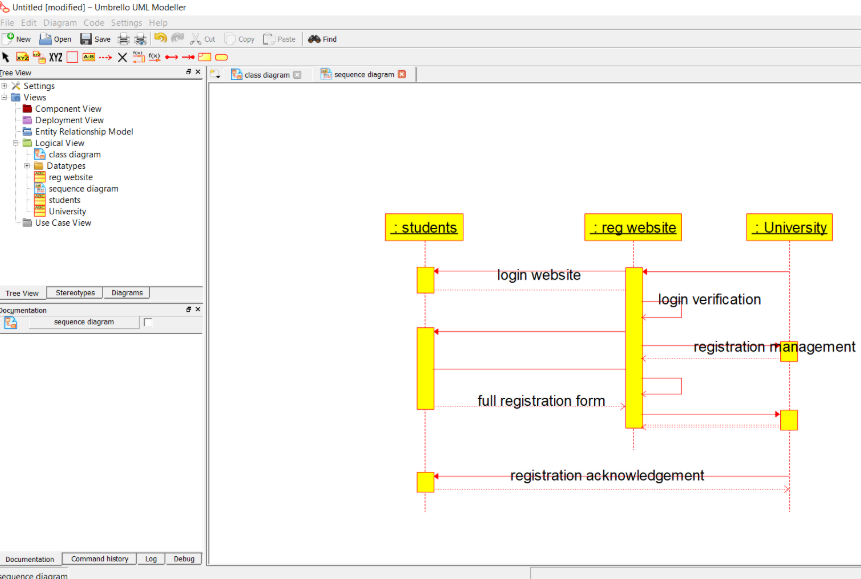 Untitled [modified] – Umbrello UML Modeller
File Edit Diagram Code Settings Help
New Open Save Cut Copy Paste Find
XYZ XYZ A:B f(x) f(x)
Tree View
class diagram sequence diagram
Settings
Views
Component View
Deployment View
Entity Relationship Model
Logical View
class diagram
Datatypes
reg website
sequence diagram
students
University
Use Case View
: students : reg website : University
login website
login verification
registration management
full registration form
registration acknowledgement
Tree View Stereotypes Diagrams
Documentation
sequence diagram
Documentation Command history Log Debug
sequence diagram